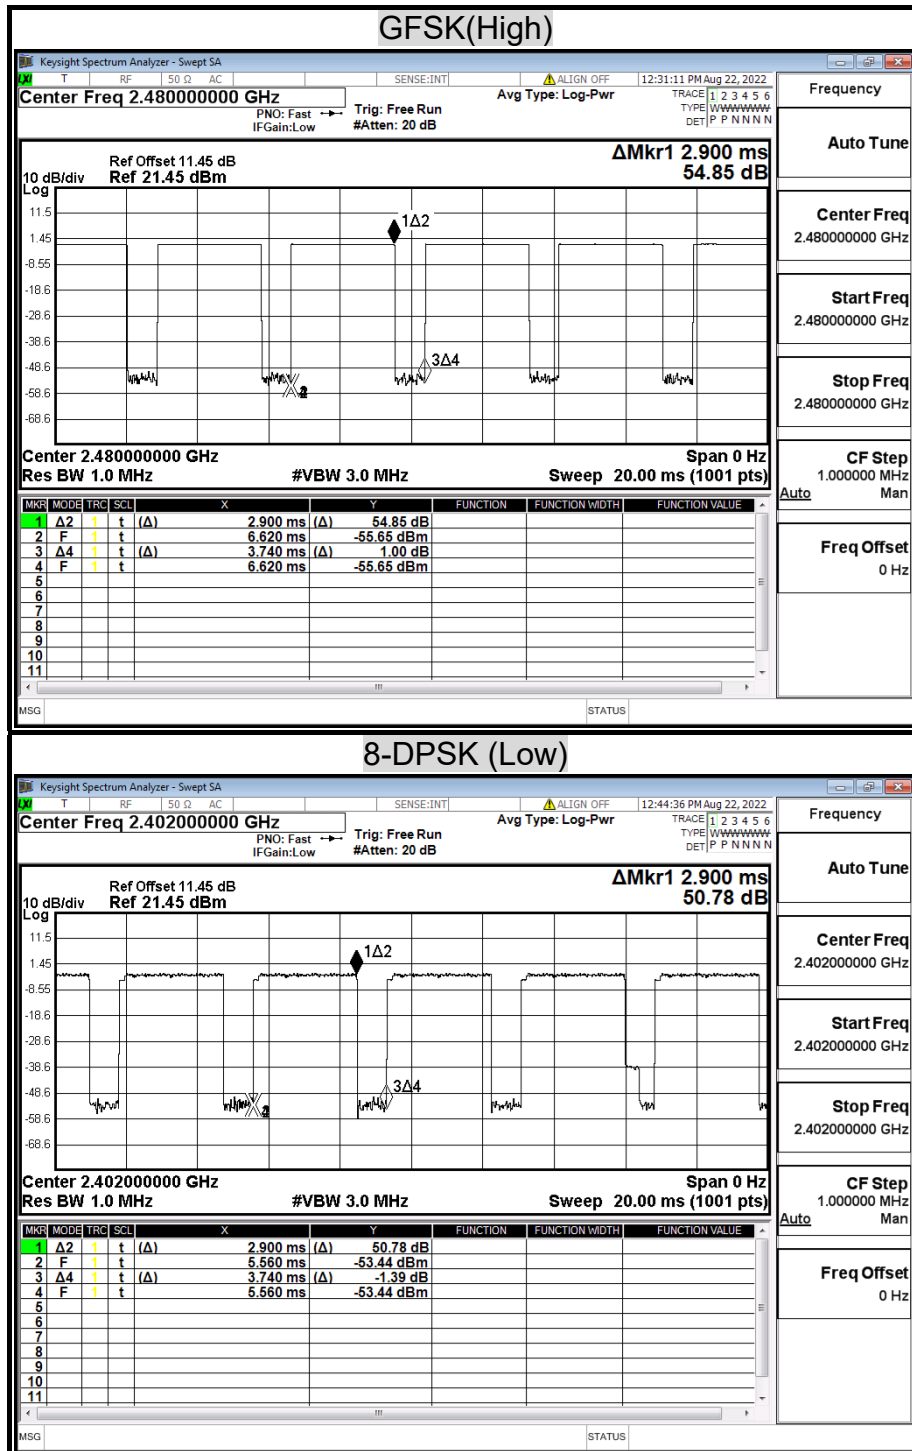 GFSK(High)
Keysight Spectrum Analyzer - Swept SA
LXI T RF 50 Ω AC SENSE:INT ALIGN OFF 12:31:11 PM Aug 22, 2022
Center Freq 2.480000000 GHz
PNO: Fast
IFGain:Low
Trig: Free Run
#Atten: 20 dB
Avg Type: Log-Pwr
TRACE 1 2 3 4 5 6
TYPE WWWWWW
DET P P N N N N
Ref Offset 11.45 dB
10 dB/div Ref 21.45 dBm
Log
ΔMkr1 2.900 ms
54.85 dB
11.5
1.45
-8.55
-18.6
-28.6
-38.6
-48.6
-58.6
-68.6
1Δ2
3Δ4
Center 2.480000000 GHz Span 0 Hz
Res BW 1.0 MHz #VBW 3.0 MHz Sweep 20.00 ms (1001 pts)
MKR MODE TRC SCL X Y FUNCTION FUNCTION WIDTH FUNCTION VALUE
1 Δ2 1 t (Δ) 2.900 ms (Δ) 54.85 dB
2 F 1 t 6.620 ms -55.65 dBm
3 Δ4 1 t (Δ) 3.740 ms (Δ) 1.00 dB
4 F 1 t 6.620 ms -55.65 dBm
5
6
7
8
9
10
11
MSG STATUS
Frequency
Auto Tune
Center Freq
2.480000000 GHz
Start Freq
2.480000000 GHz
Stop Freq
2.480000000 GHz
CF Step
1.000000 MHz
Auto Man
Freq Offset
0 Hz
8-DPSK (Low)
Keysight Spectrum Analyzer - Swept SA
LXI T RF 50 Ω AC SENSE:INT ALIGN OFF 12:44:36 PM Aug 22, 2022
Center Freq 2.402000000 GHz
PNO: Fast
IFGain:Low
Trig: Free Run
#Atten: 20 dB
Avg Type: Log-Pwr
TRACE 1 2 3 4 5 6
TYPE WWWWWW
DET P P N N N N
Ref Offset 11.45 dB
10 dB/div Ref 21.45 dBm
Log
ΔMkr1 2.900 ms
50.78 dB
11.5
1.45
-8.55
-18.6
-28.6
-38.6
-48.6
-58.6
-68.6
1Δ2
3Δ4
Center 2.402000000 GHz Span 0 Hz
Res BW 1.0 MHz #VBW 3.0 MHz Sweep 20.00 ms (1001 pts)
MKR MODE TRC SCL X Y FUNCTION FUNCTION WIDTH FUNCTION VALUE
1 Δ2 1 t (Δ) 2.900 ms (Δ) 50.78 dB
2 F 1 t 5.560 ms -53.44 dBm
3 Δ4 1 t (Δ) 3.740 ms (Δ) -1.39 dB
4 F 1 t 5.560 ms -53.44 dBm
5
6
7
8
9
10
11
MSG STATUS
Frequency
Auto Tune
Center Freq
2.402000000 GHz
Start Freq
2.402000000 GHz
Stop Freq
2.402000000 GHz
CF Step
1.000000 MHz
Auto Man
Freq Offset
0 Hz